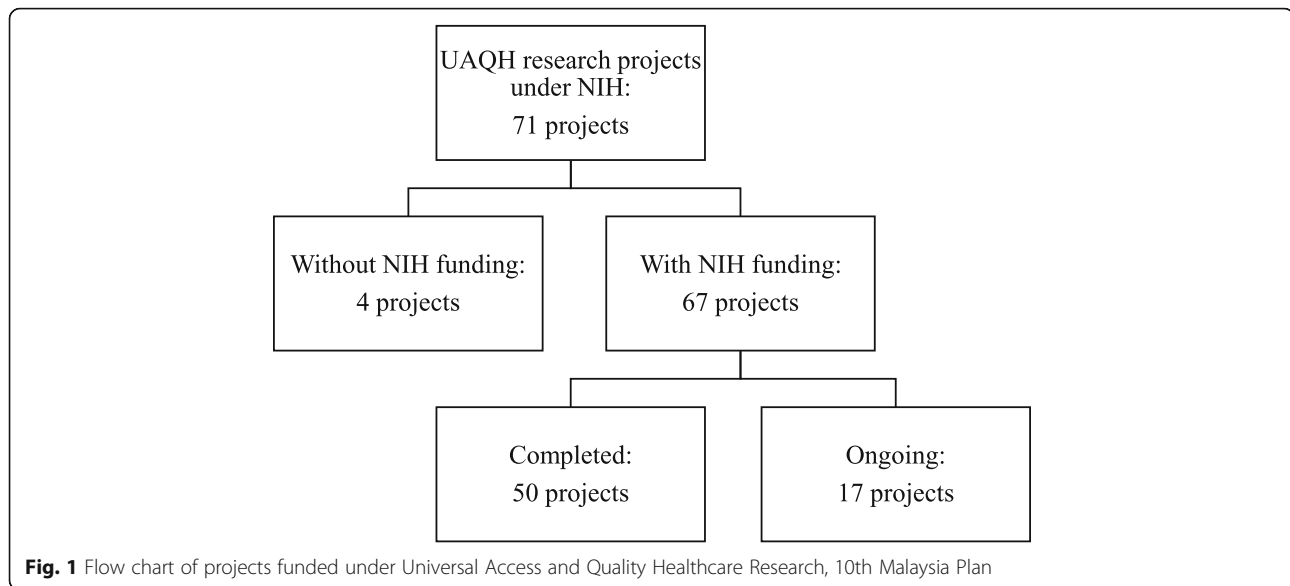 UAQH research projects
under NIH:
71 projects
Without NIH funding:
4 projects
With NIH funding:
67 projects
Completed:
50 projects
Ongoing:
17 projects
Fig. 1 Flow chart of projects funded under Universal Access and Quality Healthcare Research, 10th Malaysia Plan